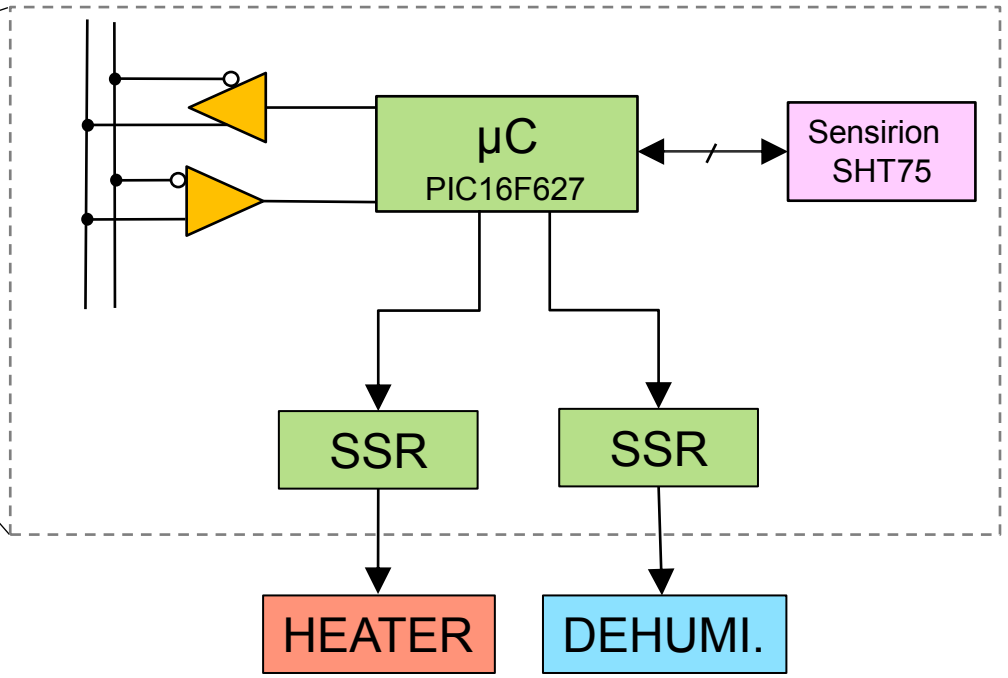 µC
PIC16F627
Sensirion
SHT75
SSR
SSR
HEATER
DEHUMI.